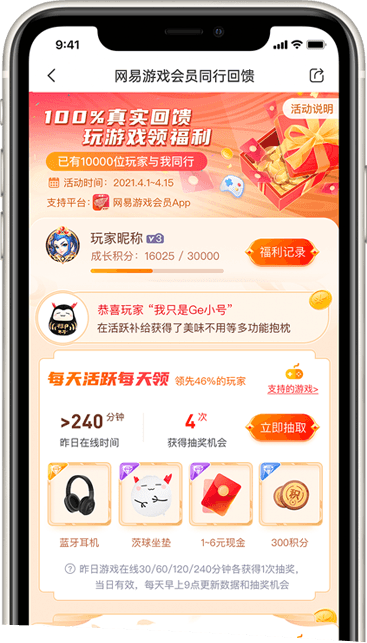 9:41
网易游戏会员同行回馈
活动说明
100%真实回馈
玩游戏领福利
已有10000位玩家与我同行
活动时间：2021.4.1~4.15
支持平台：网易游戏会员App
玩家昵称 V3
成长积分：16025 / 30000
福利记录
恭喜玩家“我只是Ge小号”
在活跃补给获得了美味不用等多功能抱枕
每天活跃每天领 领先46%的玩家
支持的游戏>
>240 分钟
昨日在线时间
4 次
获得抽奖机会
立即抽取
蓝牙耳机
茨球坐垫
1~6元现金
300积分
昨日游戏在线30/60/120/240分钟各获得1次抽奖，
当日有效，每天早上9点更新数据和抽奖机会